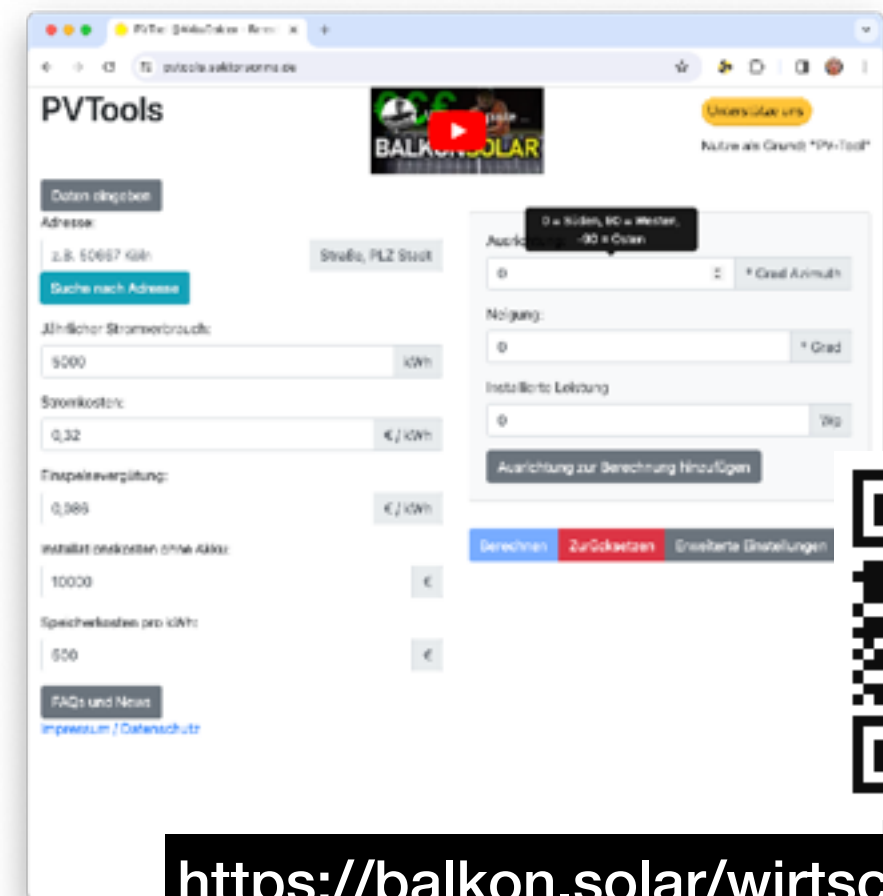 PVTools
BALKONSOLAR
Unterstütze uns
Nutze als Grund: "PV-Tool"
Daten eingeben
Adresse:
z.B. 50667 Köln
Straße, PLZ Stadt
Suche nach Adresse
Jährlicher Stromverbrauch:
5000
kWh
Stromkosten:
0,32
€ / kWh
Einspeisevergütung:
0,086
€ / kWh
Installationskosten ohne Akku:
10000
€
Speicherkosten pro kWh:
500
€
FAQs und News
Impressum / Datenschutz
0 = Süden, 90 = Westen,
-90 = Osten
0
° Grad Azimuth
Neigung:
0
° Grad
Installierte Leistung
0
Wp
Ausrichtung zur Berechnung hinzufügen
Berechnen
Zurücksetzen
Erweiterte Einstellungen
https://balkon.solar/wirtsc